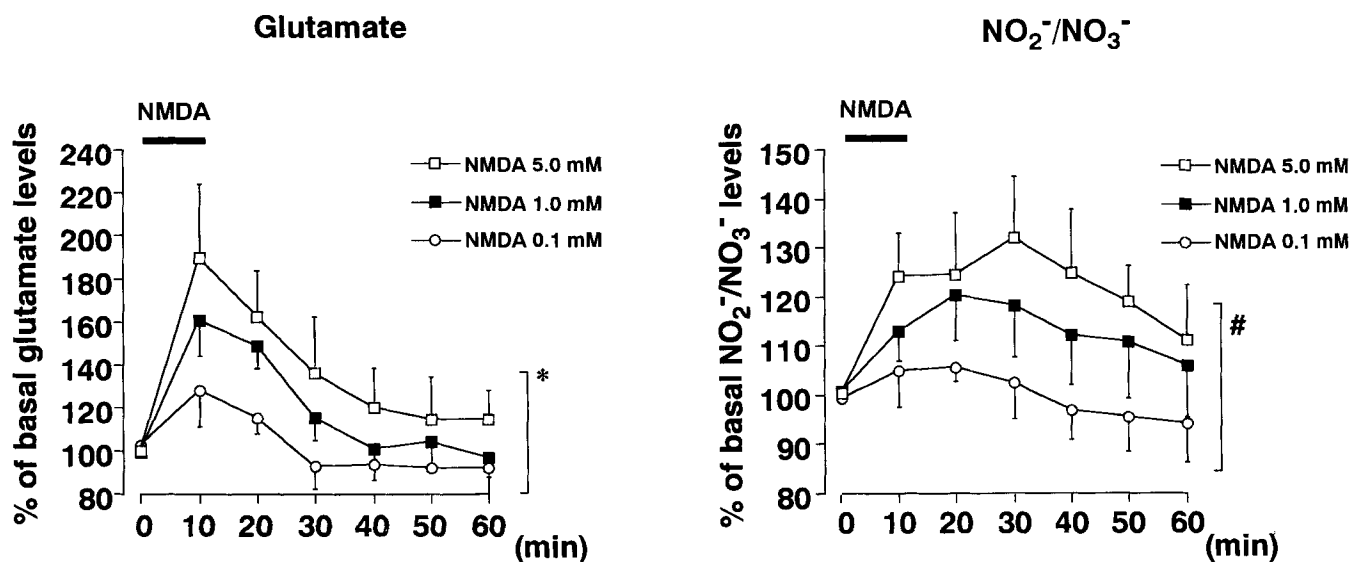 Glutamate
NMDA
% of basal glutamate levels
240
220
200
180
160
140
120
100
80
0 10 20 30 40 50 60
(min)
NMDA 5.0 mM
NMDA 1.0 mM
NMDA 0.1 mM
*
NO₂⁻/NO₃⁻
NMDA
% of basal NO₂⁻/NO₃⁻ levels
150
140
130
120
110
100
90
80
0 10 20 30 40 50 60
(min)
NMDA 5.0 mM
NMDA 1.0 mM
NMDA 0.1 mM
#